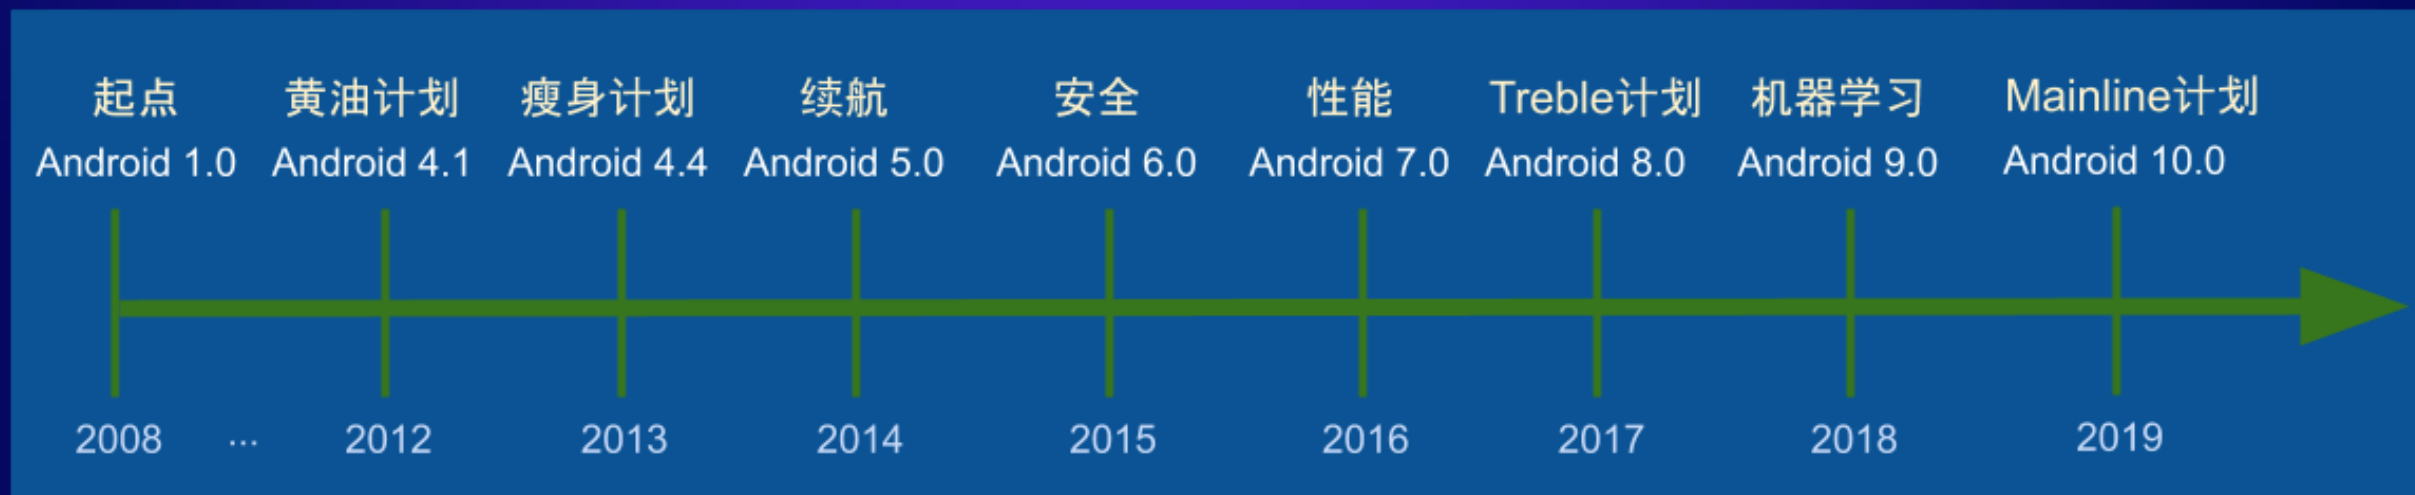 起点 黄油计划 瘦身计划 续航 安全 性能 Treble计划 机器学习 Mainline计划
Android 1.0 Android 4.1 Android 4.4 Android 5.0 Android 6.0 Android 7.0 Android 8.0 Android 9.0 Android 10.0
2008 ... 2012 2013 2014 2015 2016 2017 2018 2019